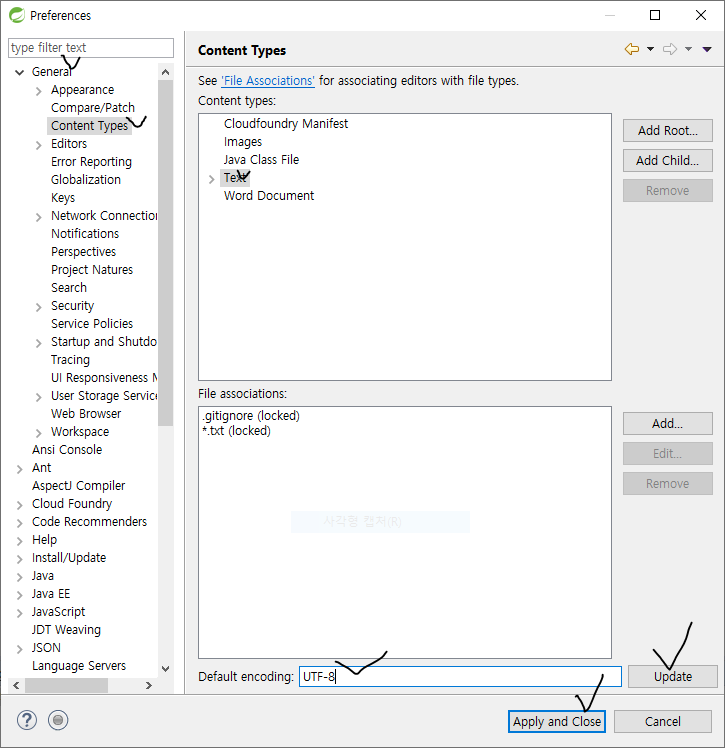 Preferences
type filter text
General
Appearance
Compare/Patch
Content Types
Editors
Error Reporting
Globalization
Keys
Network Connection
Notifications
Perspectives
Project Natures
Search
Security
Service Policies
Startup and Shutdo
Tracing
UI Responsiveness M
User Storage Service
Web Browser
Workspace
Ansi Console
Ant
AspectJ Compiler
Cloud Foundry
Code Recommenders
Help
Install/Update
Java
Java EE
JavaScript
JDT Weaving
JSON
Language Servers
Content Types
See 'File Associations' for associating editors with file types.
Content types:
Cloudfoundry Manifest
Images
Java Class File
Text
Word Document
Add Root...
Add Child...
Remove
File associations:
.gitignore (locked)
*.txt (locked)
사각형 캡처(R)
Add...
Edit...
Remove
Default encoding: UTF-8
Update
Apply and Close
Cancel